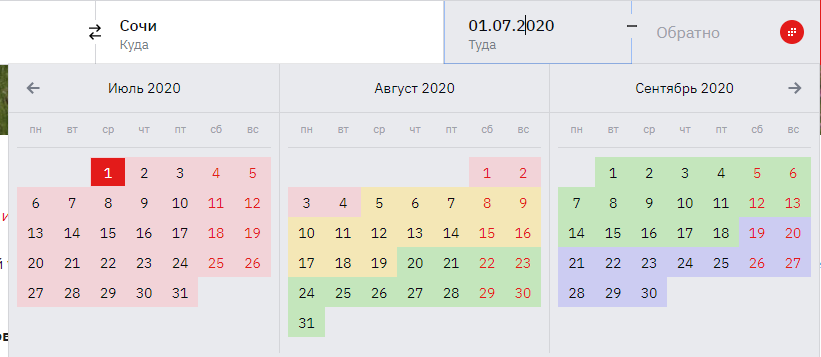 Сочи
Куда
01.07.2020
Туда
Обратно
Июль 2020
Август 2020
Сентябрь 2020
пн вт ср чт пт сб вс пн вт ср чт пт сб вс пн вт ср чт пт сб вс
1 2 3 4 5 1 2 1 2 3 4 5 6
6 7 8 9 10 11 12 3 4 5 6 7 8 9 7 8 9 10 11 12 13
13 14 15 16 17 18 19 10 11 12 13 14 15 16 14 15 16 17 18 19 20
20 21 22 23 24 25 26 17 18 19 20 21 22 23 21 22 23 24 25 26 27
27 28 29 30 31 24 25 26 27 28 29 30 28 29 30
31